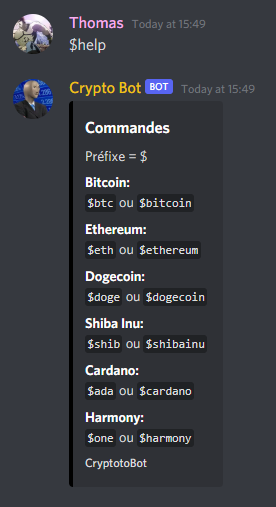 Thomas Today at 15:49
$help
Crypto Bot BOT Today at 15:49
Commandes
Préfixe = $
Bitcoin:
$btc ou $bitcoin
Ethereum:
$eth ou $ethereum
Dogecoin:
$doge ou $dogecoin
Shiba Inu:
$shib ou $shibainu
Cardano:
$ada ou $cardano
Harmony:
$one ou $harmony
CryptotoBot